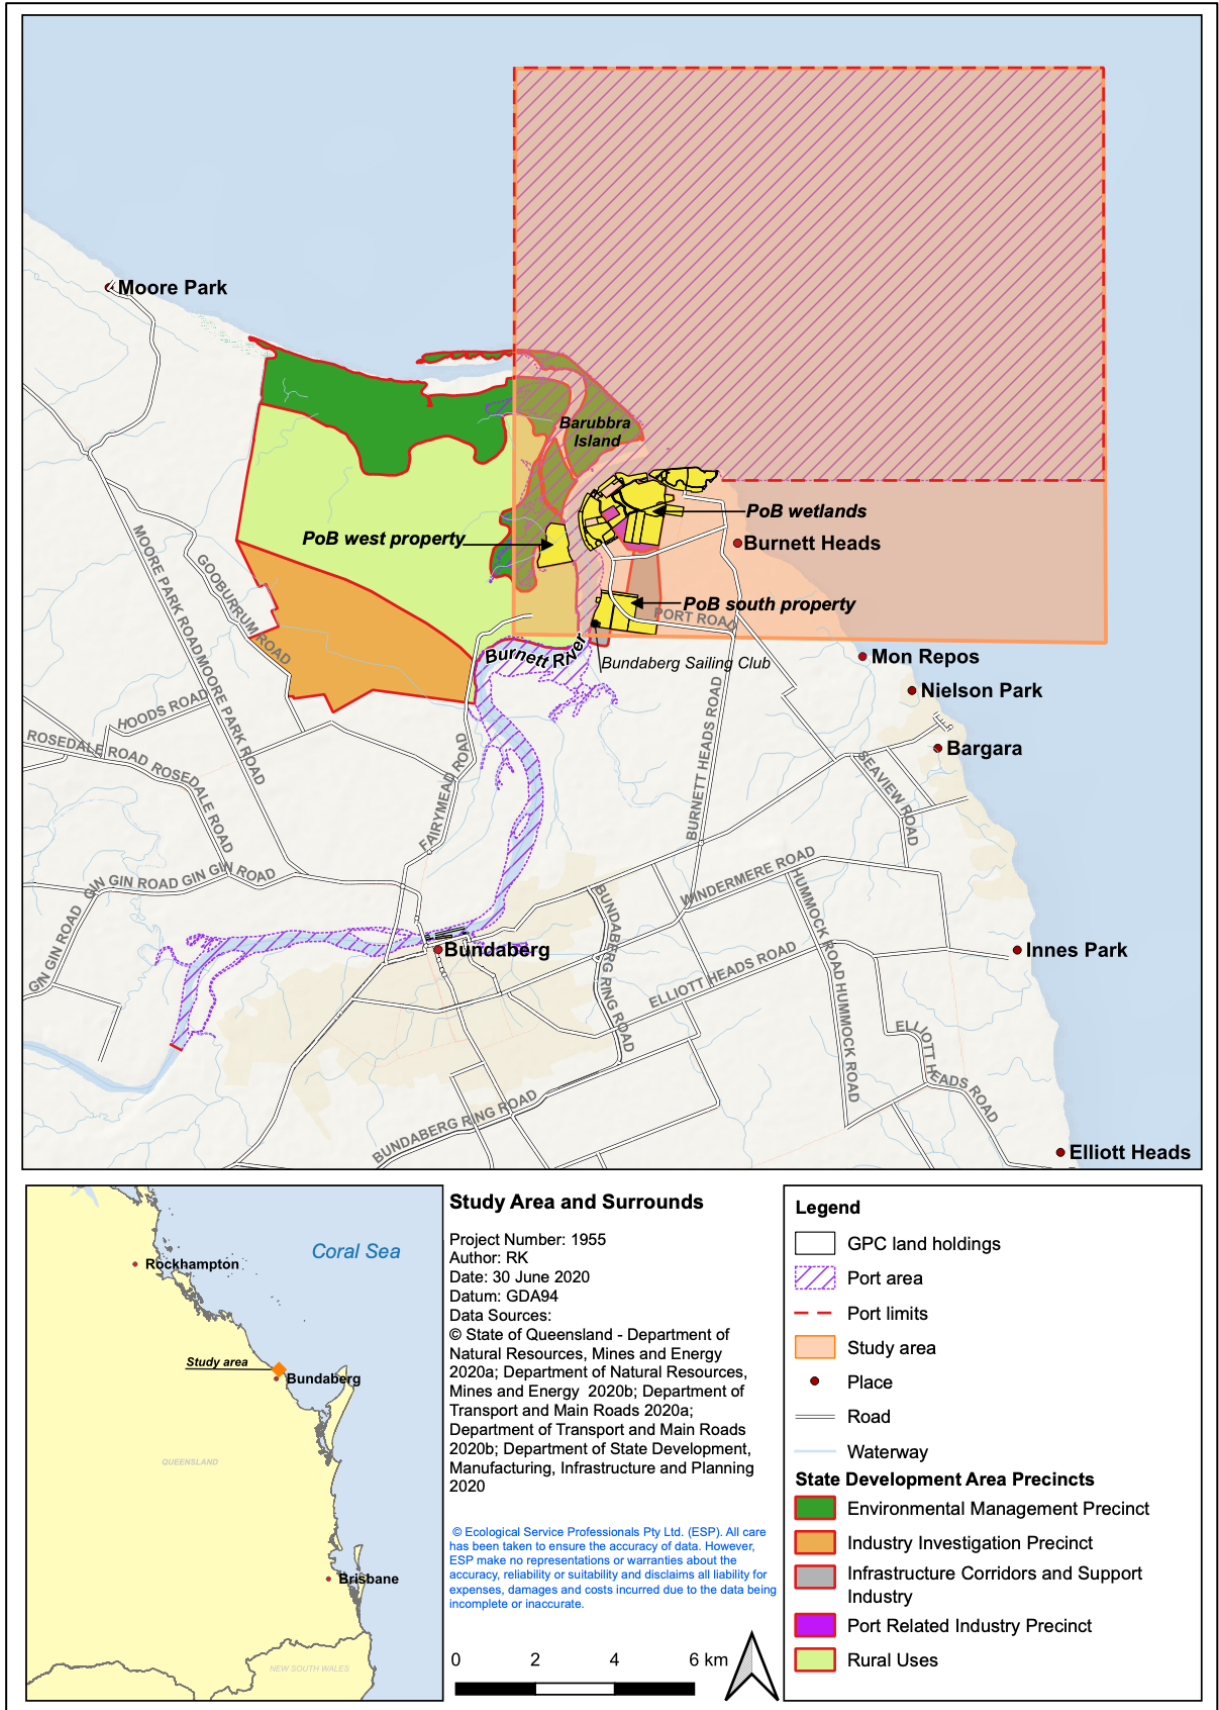 Moore Park
Barubbra
Island
PoB wetlands
PoB west property
Burnett Heads
PoB south property
PORT ROAD
Burnett River
Bundaberg Sailing Club
Mon Repos
Nielson Park
Bargara
MOORE PARK ROAD
MOORE PARK ROAD
GOOBURRUM ROAD
HOODS ROAD
ROSEDALE ROAD
ROSEDALE ROAD
FAIRYMEAD ROAD
BURNETT HEADS ROAD
SEAVIEW ROAD
GIN GIN ROAD
GIN GIN ROAD
GIN GIN ROAD
WINDERMERE ROAD
BUNDABERG RING ROAD
HUMMOCK ROAD
HUMMOCK ROAD
Bundaberg
ELLIOTT HEADS ROAD
Innes Park
ELLIOTT HEADS ROAD
BUNDABERG RING ROAD
Elliott Heads
Coral Sea
Rockhampton
Study area
Bundaberg
QUEENSLAND
Brisbane
NEW SOUTH WALES
Study Area and Surrounds
Project Number: 1955
Author: RK
Date: 30 June 2020
Datum: GDA94
Data Sources:
© State of Queensland - Department of
Natural Resources, Mines and Energy
2020a; Department of Natural Resources,
Mines and Energy 2020b; Department of
Transport and Main Roads 2020a;
Department of Transport and Main Roads
2020b; Department of State Development,
Manufacturing, Infrastructure and Planning
2020
© Ecological Service Professionals Pty Ltd. (ESP). All care
has been taken to ensure the accuracy of data. However,
ESP make no representations or warranties about the
accuracy, reliability or suitability and disclaims all liability for
expenses, damages and costs incurred due to the data being
incomplete or inaccurate.
0 2 4 6 km
Legend
GPC land holdings
Port area
Port limits
Study area
Place
Road
Waterway
State Development Area Precincts
Environmental Management Precinct
Industry Investigation Precinct
Infrastructure Corridors and Support
Industry
Port Related Industry Precinct
Rural Uses